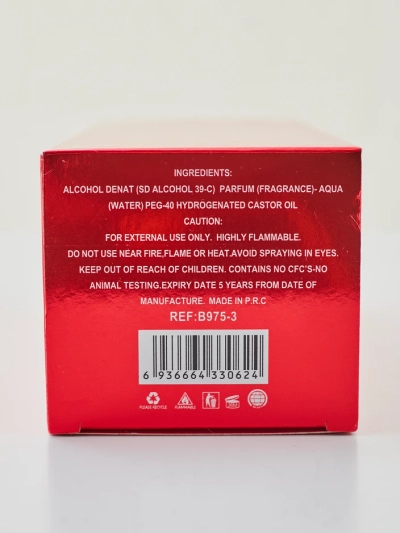 INGREDIENTS:
ALCOHOL DENAT (SD ALCOHOL 39-C) PARFUM (FRAGRANCE)- AQUA
(WATER) PEG-40 HYDROGENATED CASTOR OIL
CAUTION:
FOR EXTERNAL USE ONLY. HIGHLY FLAMMABLE.
DO NOT USE NEAR FIRE,FLAME OR HEAT.AVOID SPRAYING IN EYES.
KEEP OUT OF REACH OF CHILDREN. CONTAINS NO CFC'S-NO
ANIMAL TESTING.EXPIRY DATE 5 YEARS FROM DATE OF
MANUFACTURE. MADE IN P.R.C
REF:B975-3
6 936664 330624
PLEASE RECYCLE FLAMMABLE